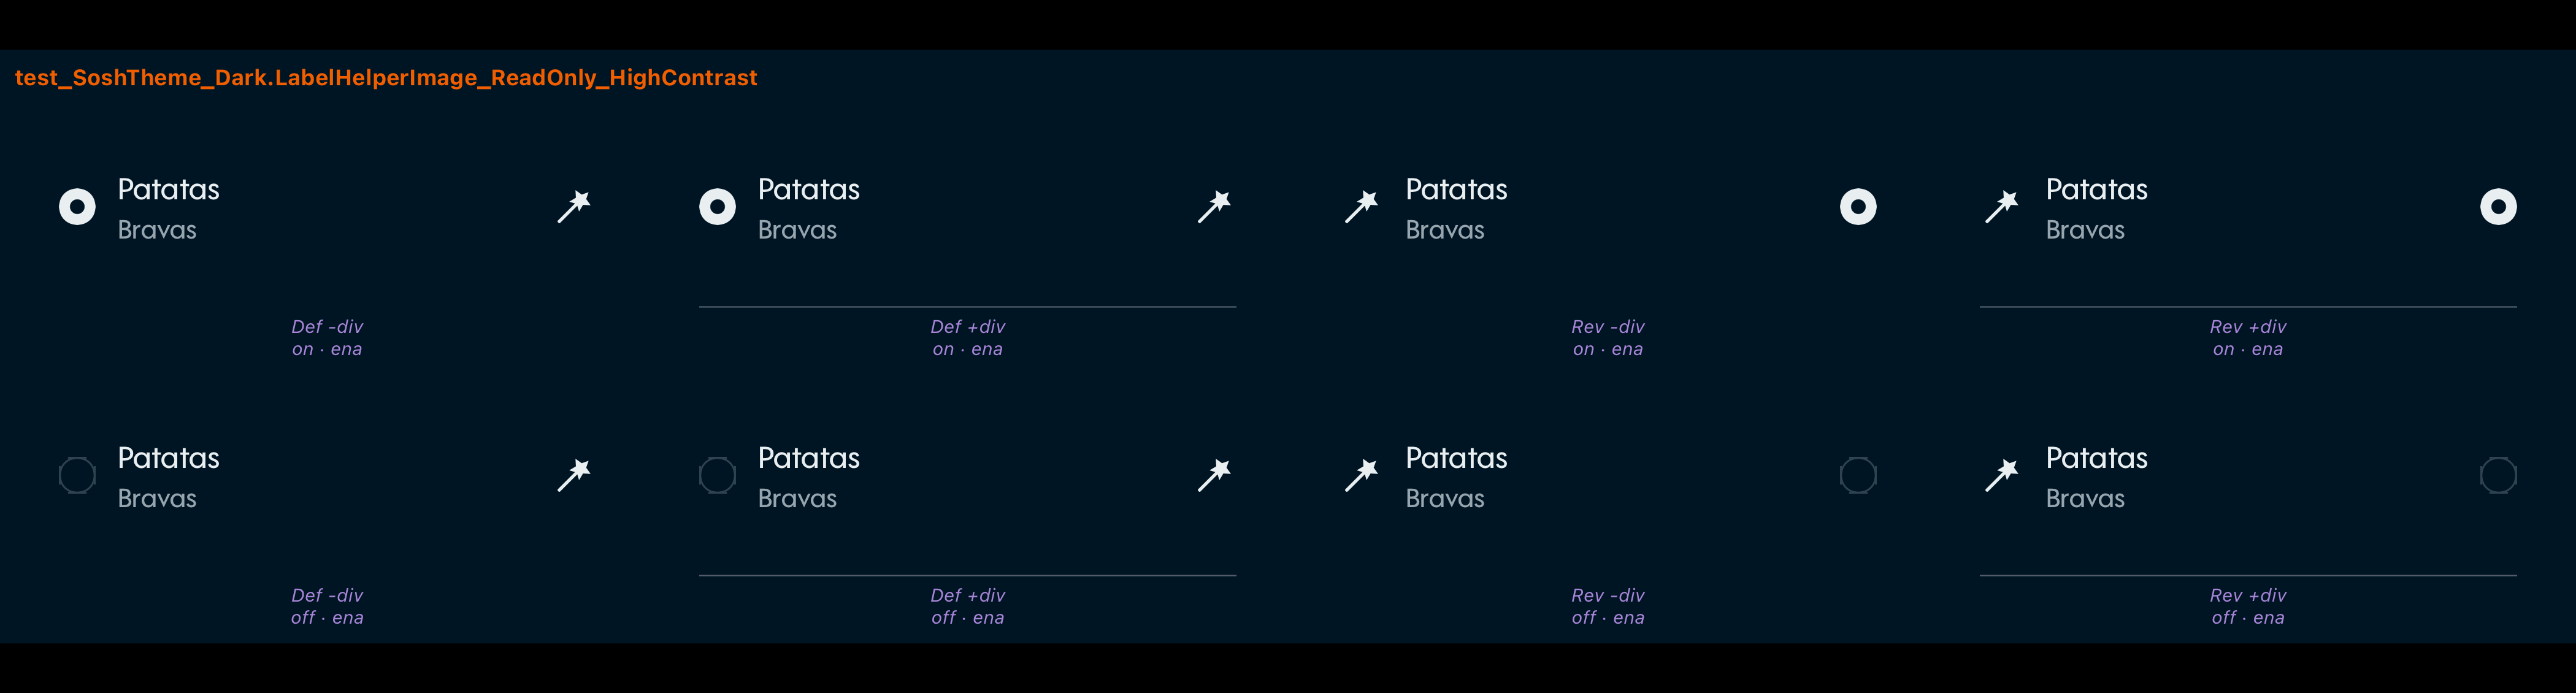 test_SoshTheme_Dark.LabelHelperImage_ReadOnly_HighContrast
Patatas
Bravas
Def -div
on · ena
Patatas
Bravas
Def +div
on · ena
Patatas
Bravas
Rev -div
on · ena
Patatas
Bravas
Rev +div
on · ena
Patatas
Bravas
Def -div
off · ena
Patatas
Bravas
Def +div
off · ena
Patatas
Bravas
Rev -div
off · ena
Patatas
Bravas
Rev +div
off · ena